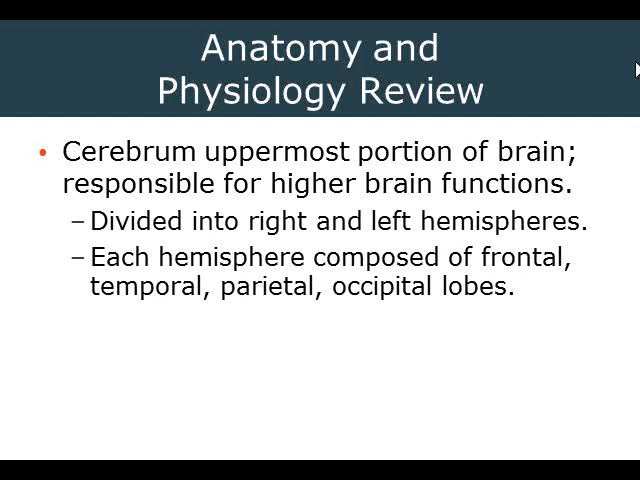 Anatomy and
Physiology Review
• Cerebrum uppermost portion of brain;
responsible for higher brain functions.
– Divided into right and left hemispheres.
– Each hemisphere composed of frontal,
temporal, parietal, occipital lobes.